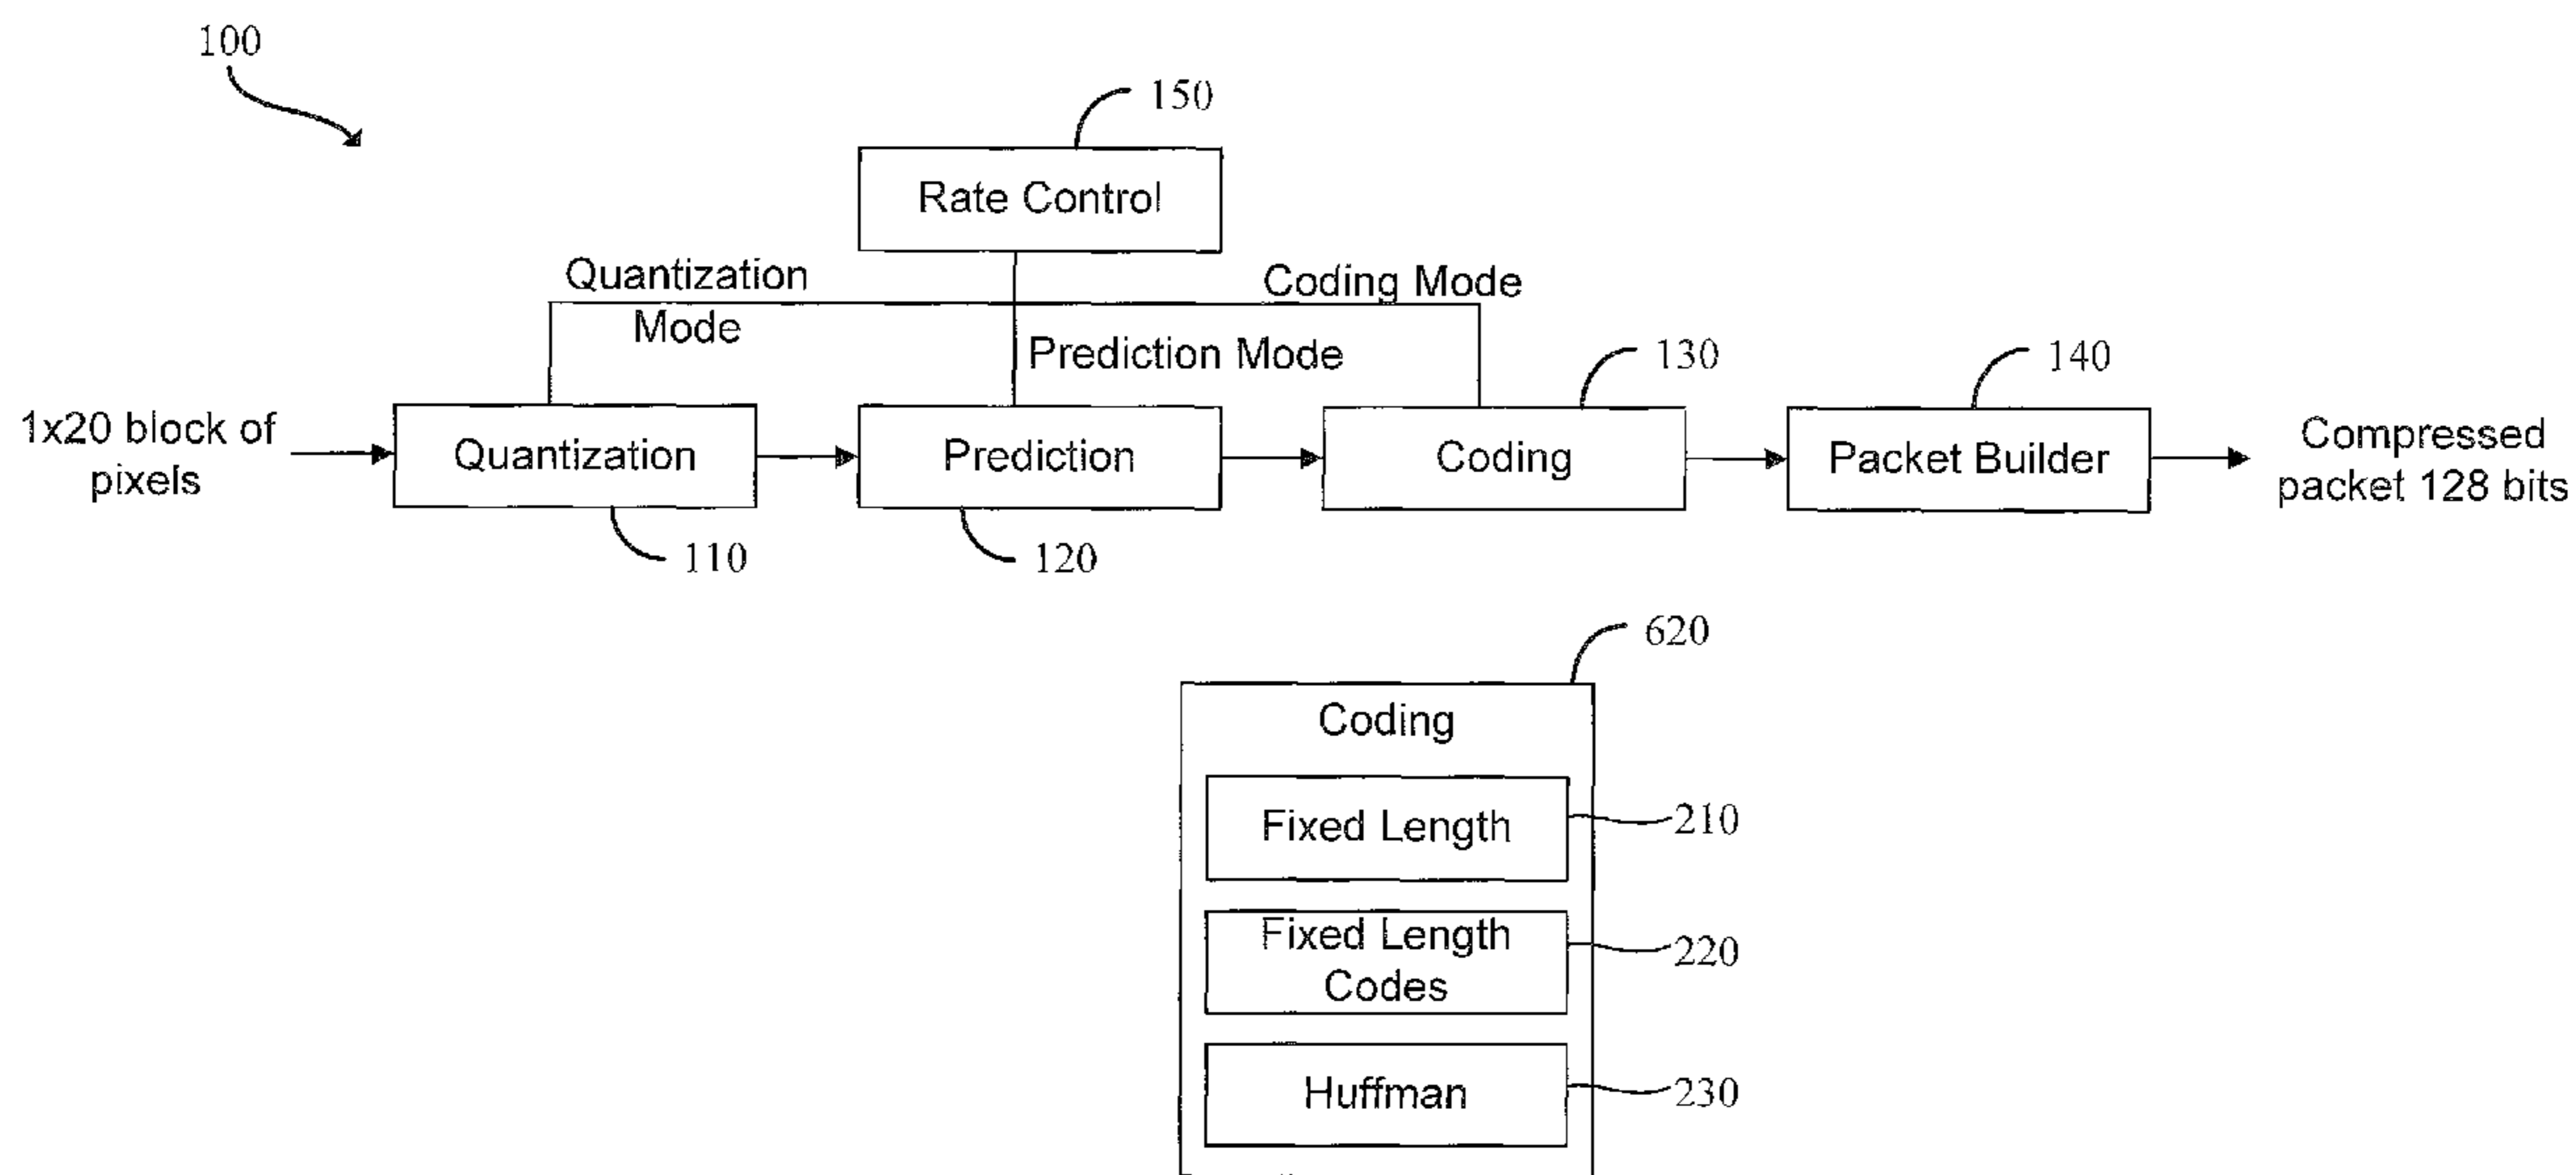 100
150
Rate Control
Quantization
Mode
Coding Mode
Prediction Mode
130
140
1x20 block of
pixels
Quantization
Prediction
Coding
Packet Builder
Compressed
packet 128 bits
110
120
620
Coding
Fixed Length
210
Fixed Length
Codes
220
Huffman
230